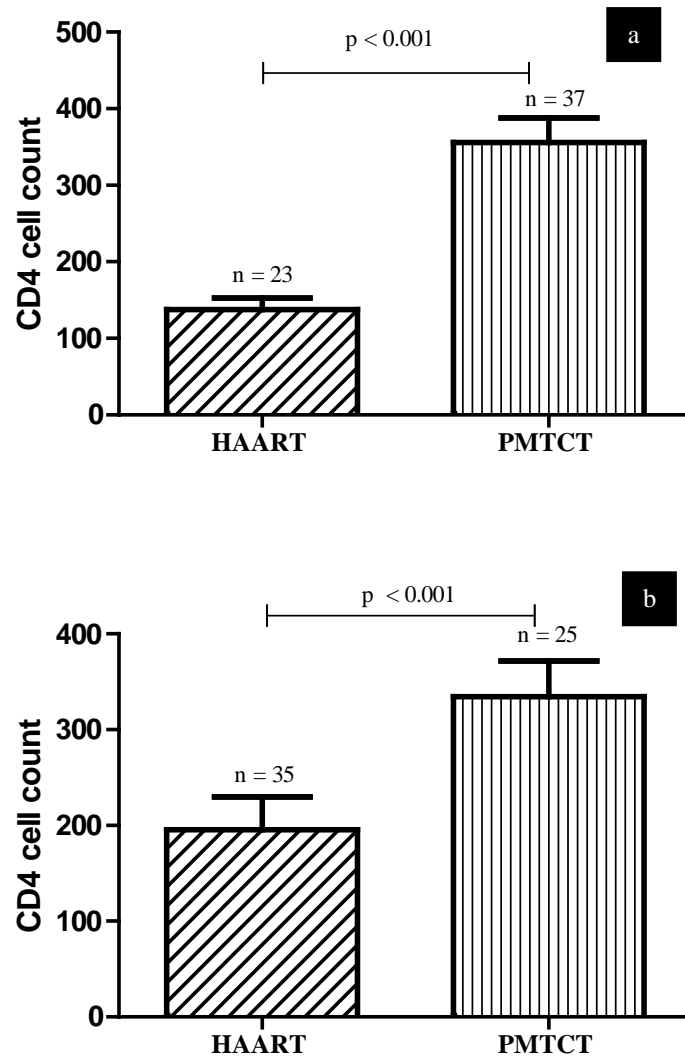 a
p < 0.001
500
n = 37
400
300
n = 23
200
100
0
CD4 cell count
HAART
PMTCT
b
p < 0.001
n = 25
400
300
n = 35
200
100
0
CD4 cell count
HAART
PMTCT